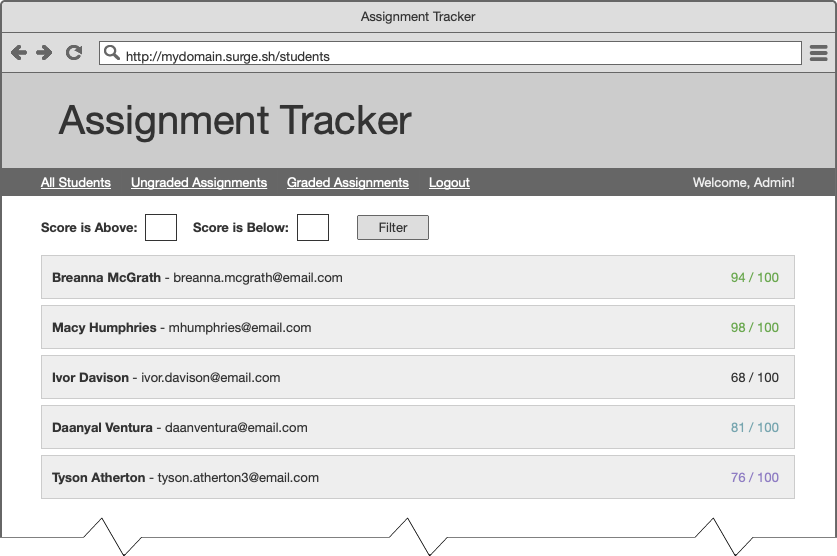 Assignment Tracker
http://mydomain.surge.sh/students
Assignment Tracker
All Students Ungraded Assignments Graded Assignments Logout Welcome, Admin!
Score is Above: Score is Below: Filter
Breanna McGrath - breanna.mcgrath@email.com 94 / 100
Macy Humphries - mhumphries@email.com 98 / 100
Ivor Davison - ivor.davison@email.com 68 / 100
Daanyal Ventura - daanventura@email.com 81 / 100
Tyson Atherton - tyson.atherton3@email.com 76 / 100